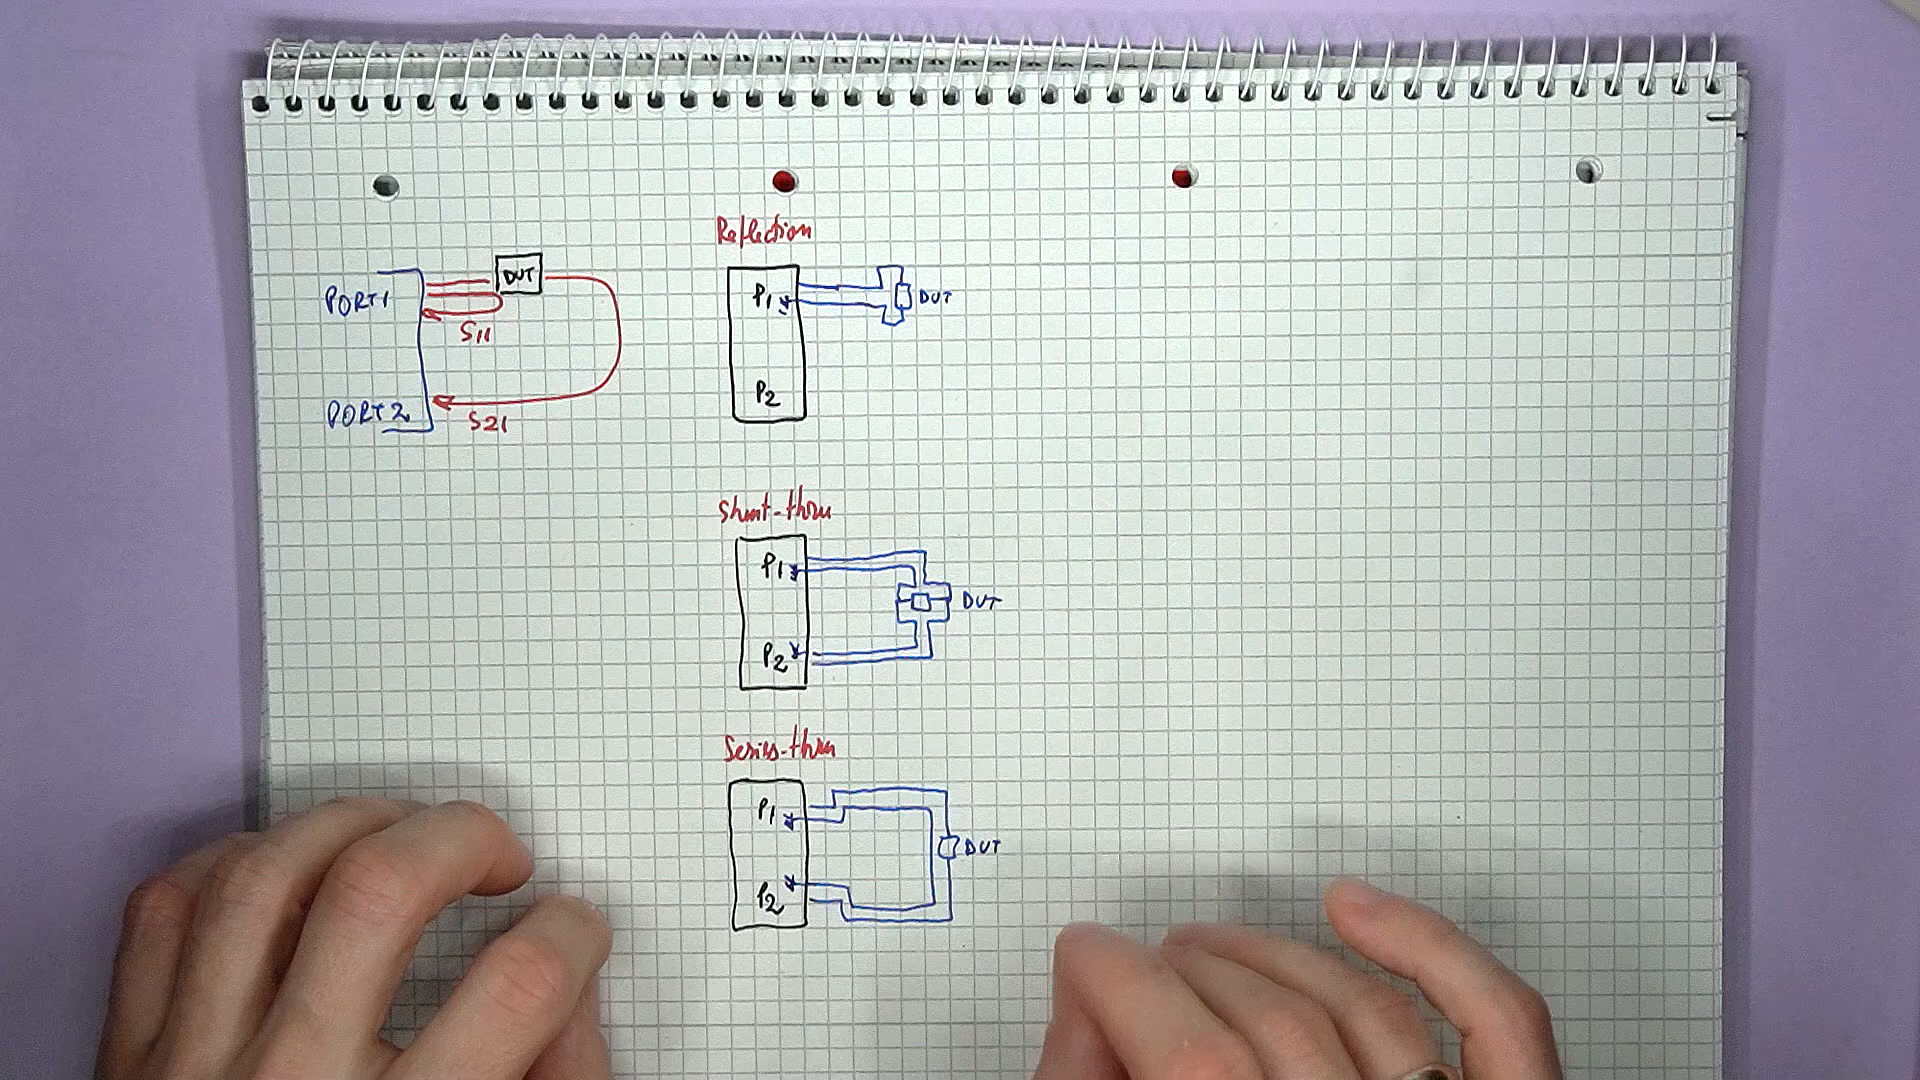 PORT1
DUT
S11
PORT2
S21
Reflection
P1
DUT
P2
Shunt-thru
P1
DUT
P2
Series-thru
P1
DUT
P2